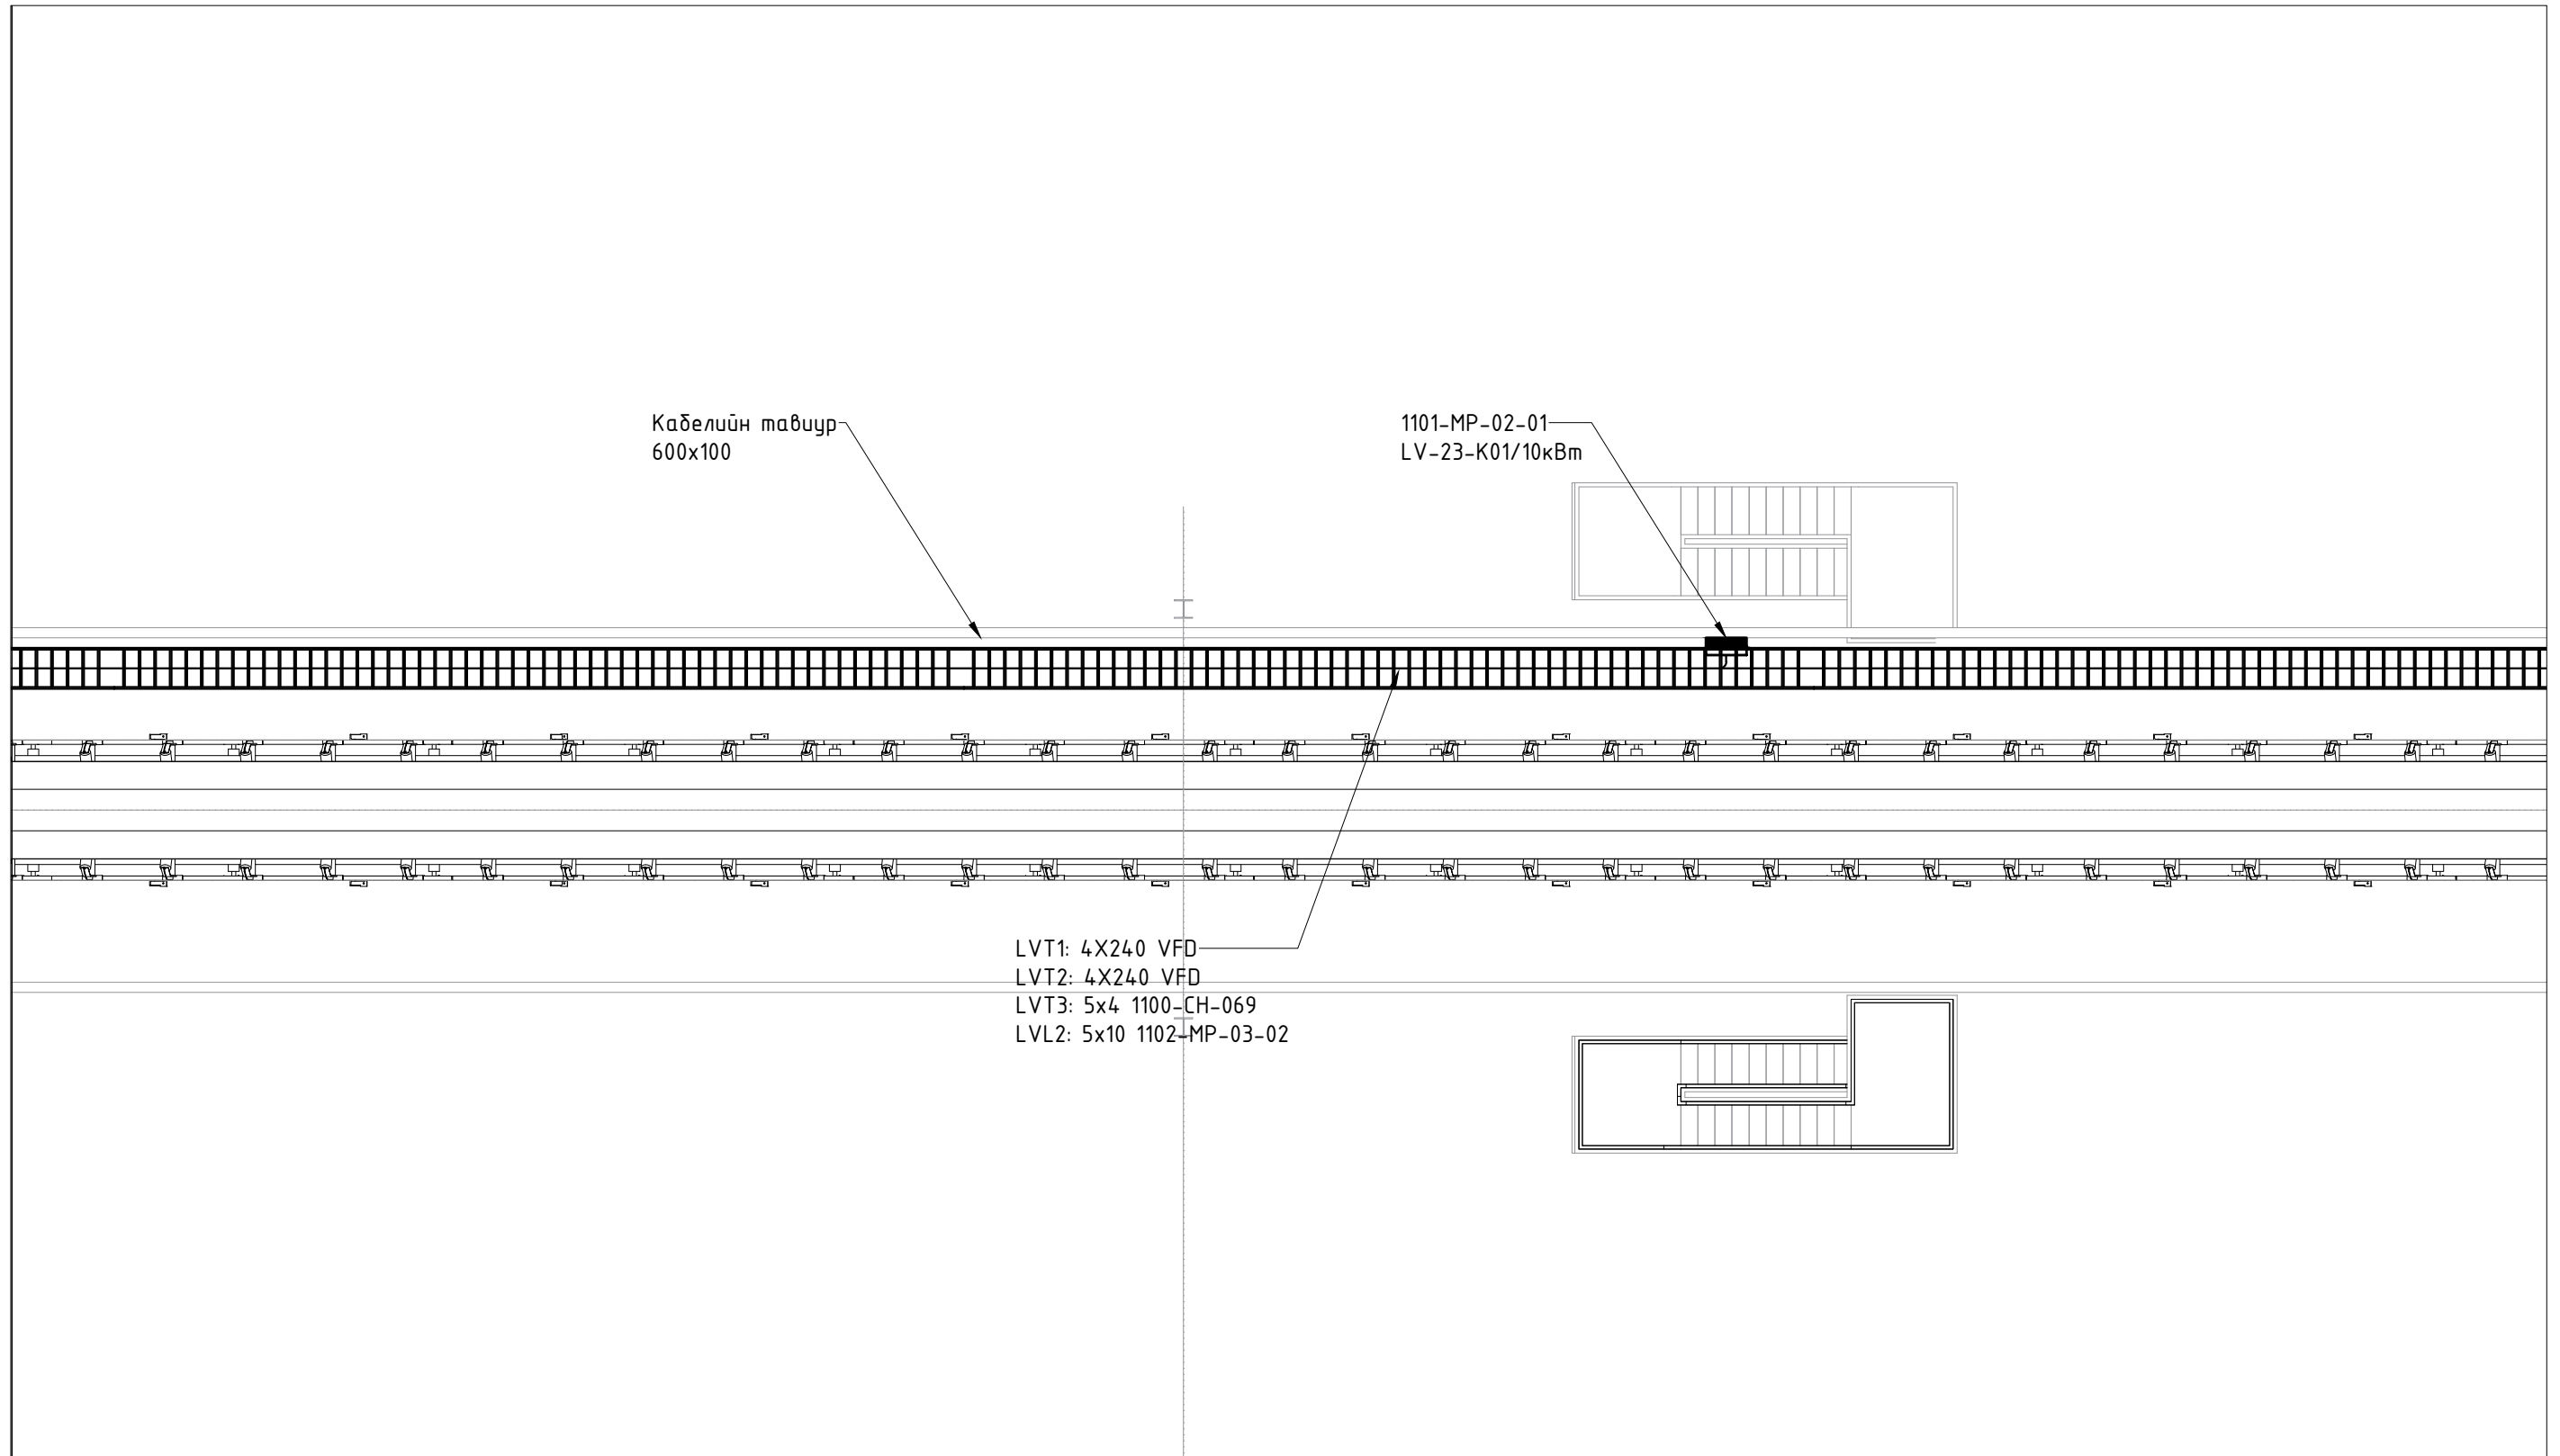 Кабелийн тавиур
600x100
1101-MP-02-01
LV-23-K01/10кВт
LVT1: 4X240 VFD
LVT2: 4X240 VFD
LVT3: 5x4 1100-CH-069
LVL2: 5x10 1102-MP-03-02